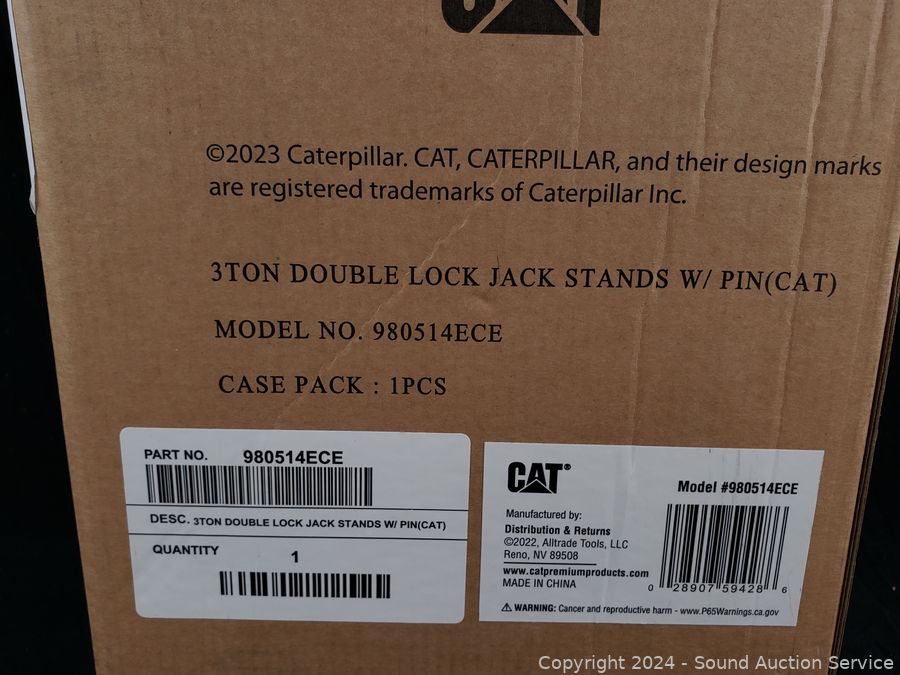 CAT
©2023 Caterpillar. CAT, CATERPILLAR, and their design marks
are registered trademarks of Caterpillar Inc.
3TON DOUBLE LOCK JACK STANDS W/ PIN(CAT)
MODEL NO. 980514ECE
CASE PACK : 1PCS
PART NO. 980514ECE
DESC. 3TON DOUBLE LOCK JACK STANDS W/ PIN(CAT)
QUANTITY 1
CAT®
Model #980514ECE
Manufactured by:
Distribution & Returns
©2022, Alltrade Tools, LLC
Reno, NV 89508
www.catpremiumproducts.com
MADE IN CHINA
0 28907 59428 6
⚠ WARNING: Cancer and reproductive harm - www.P65Warnings.ca.gov
Copyright 2024 - Sound Auction Service